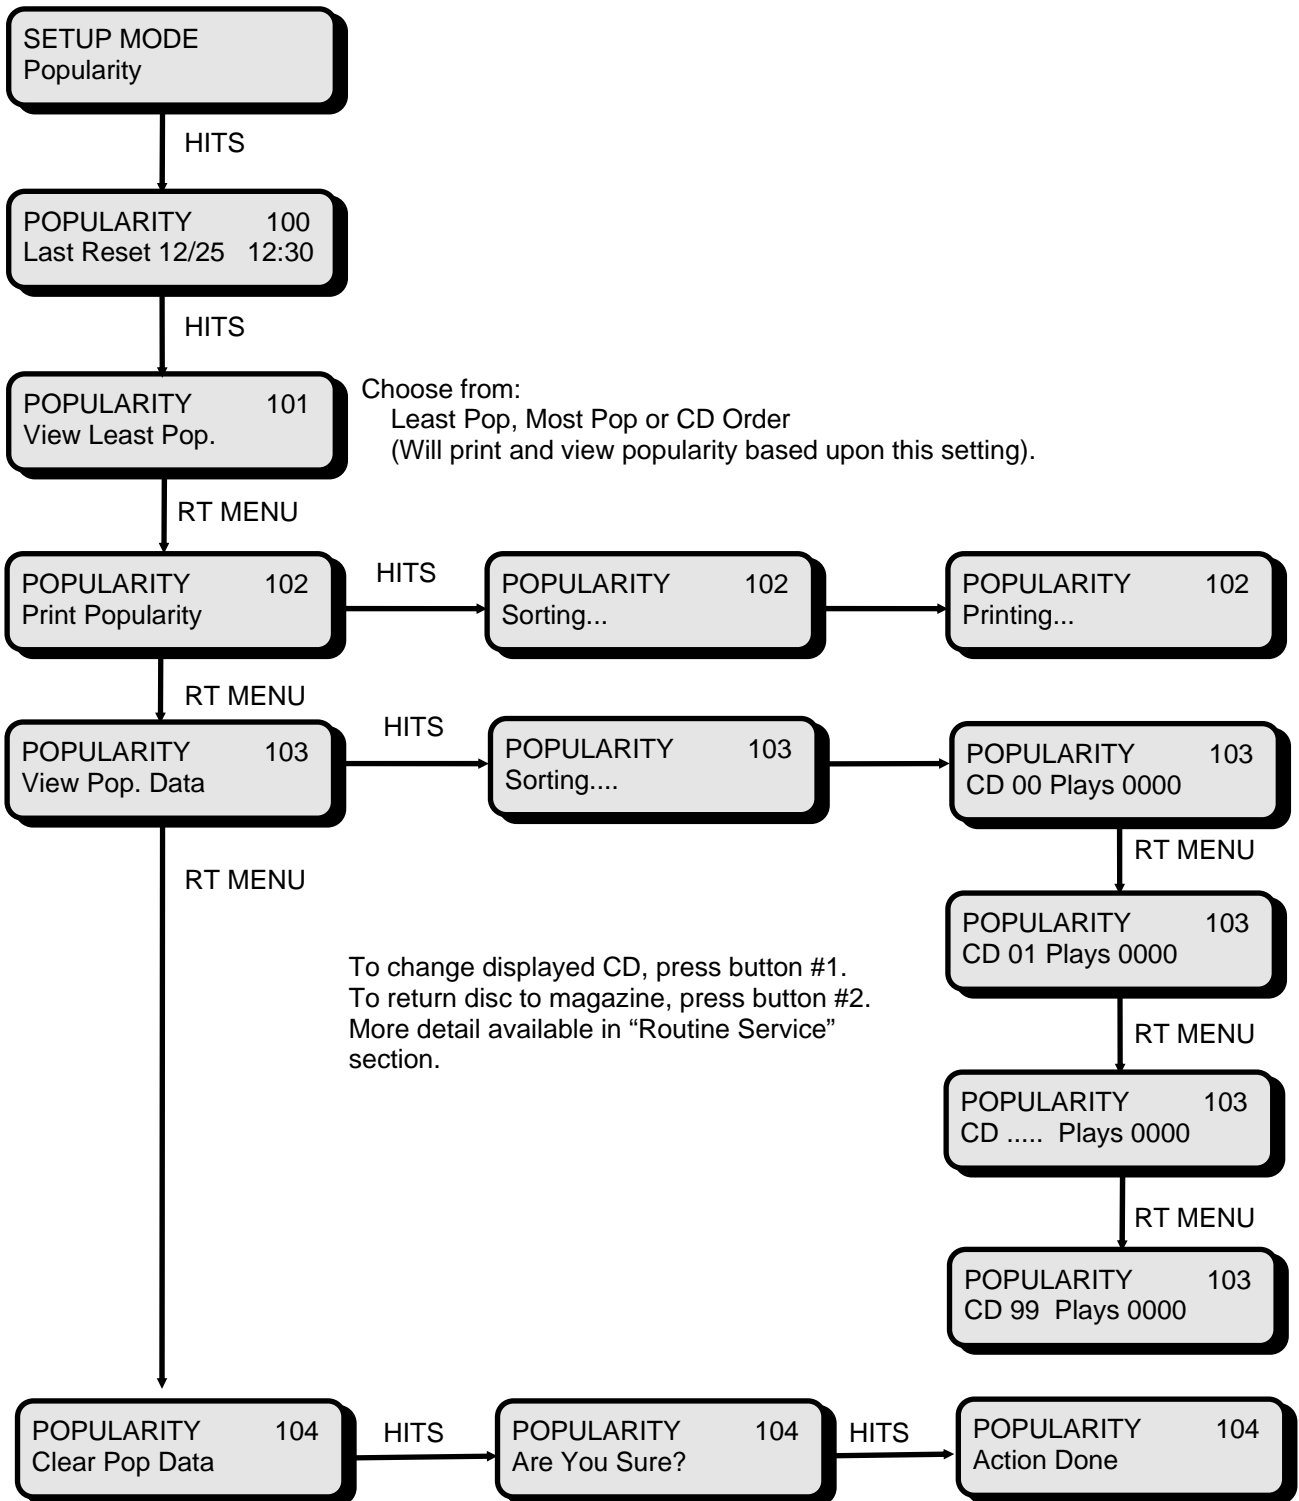 SETUP MODE
Popularity
HITS
POPULARITY 100
Last Reset 12/25 12:30
HITS
POPULARITY 101
View Least Pop.
Choose from:
Least Pop, Most Pop or CD Order
(Will print and view popularity based upon this setting).
RT MENU
POPULARITY 102
Print Popularity
HITS
POPULARITY 102
Sorting...
POPULARITY 102
Printing...
RT MENU
POPULARITY 103
View Pop. Data
HITS
POPULARITY 103
Sorting....
POPULARITY 103
CD 00 Plays 0000
RT MENU
POPULARITY 103
CD 01 Plays 0000
RT MENU
POPULARITY 103
CD ..... Plays 0000
RT MENU
POPULARITY 103
CD 99 Plays 0000
RT MENU
To change displayed CD, press button #1.
To return disc to magazine, press button #2.
More detail available in “Routine Service”
section.
POPULARITY 104
Clear Pop Data
HITS
POPULARITY 104
Are You Sure?
HITS
POPULARITY 104
Action Done